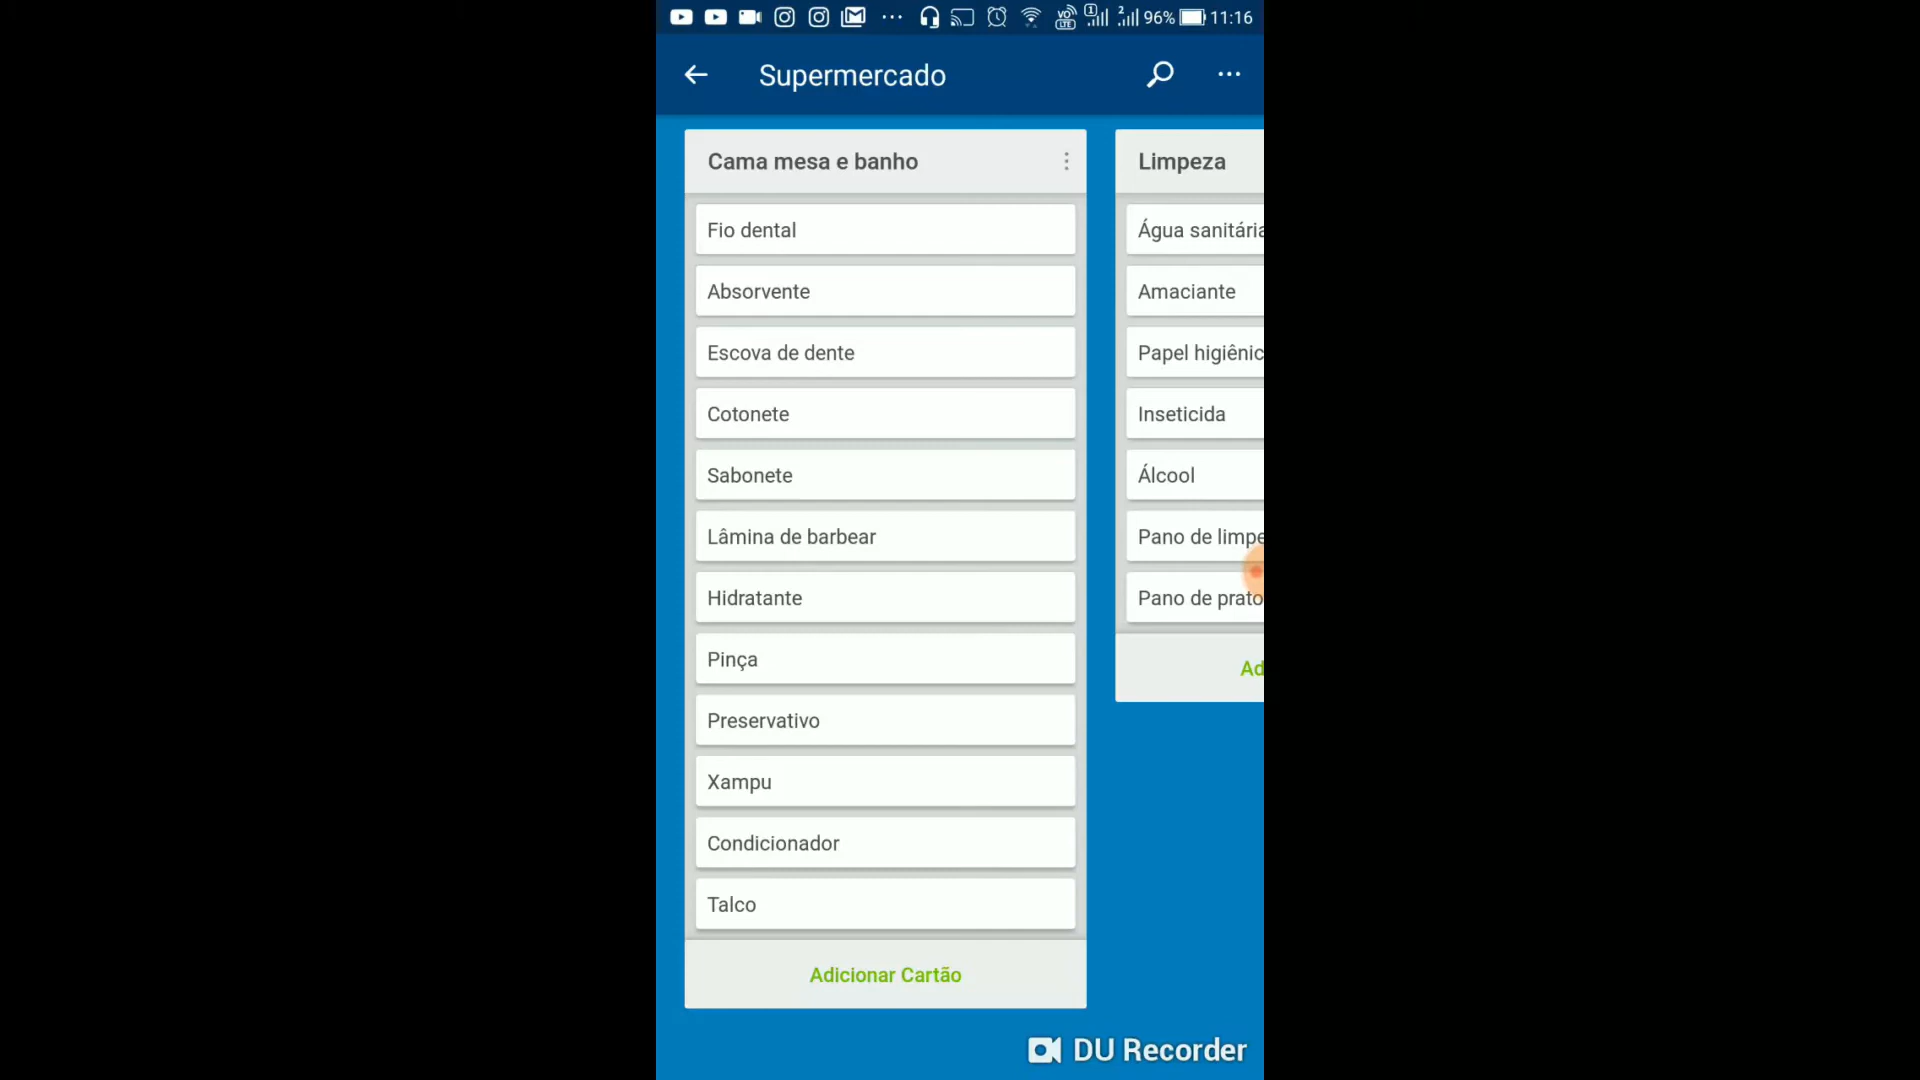 96% 11:16
Supermercado
Cama mesa e banho
Fio dental
Absorvente
Escova de dente
Cotonete
Sabonete
Lâmina de barbear
Hidratante
Pinça
Preservativo
Xampu
Condicionador
Talco
Adicionar Cartão
Limpeza
Água sanitária
Amaciante
Papel higiênic
Inseticida
Álcool
Pano de limpe
Pano de prato
Ad
DU Recorder